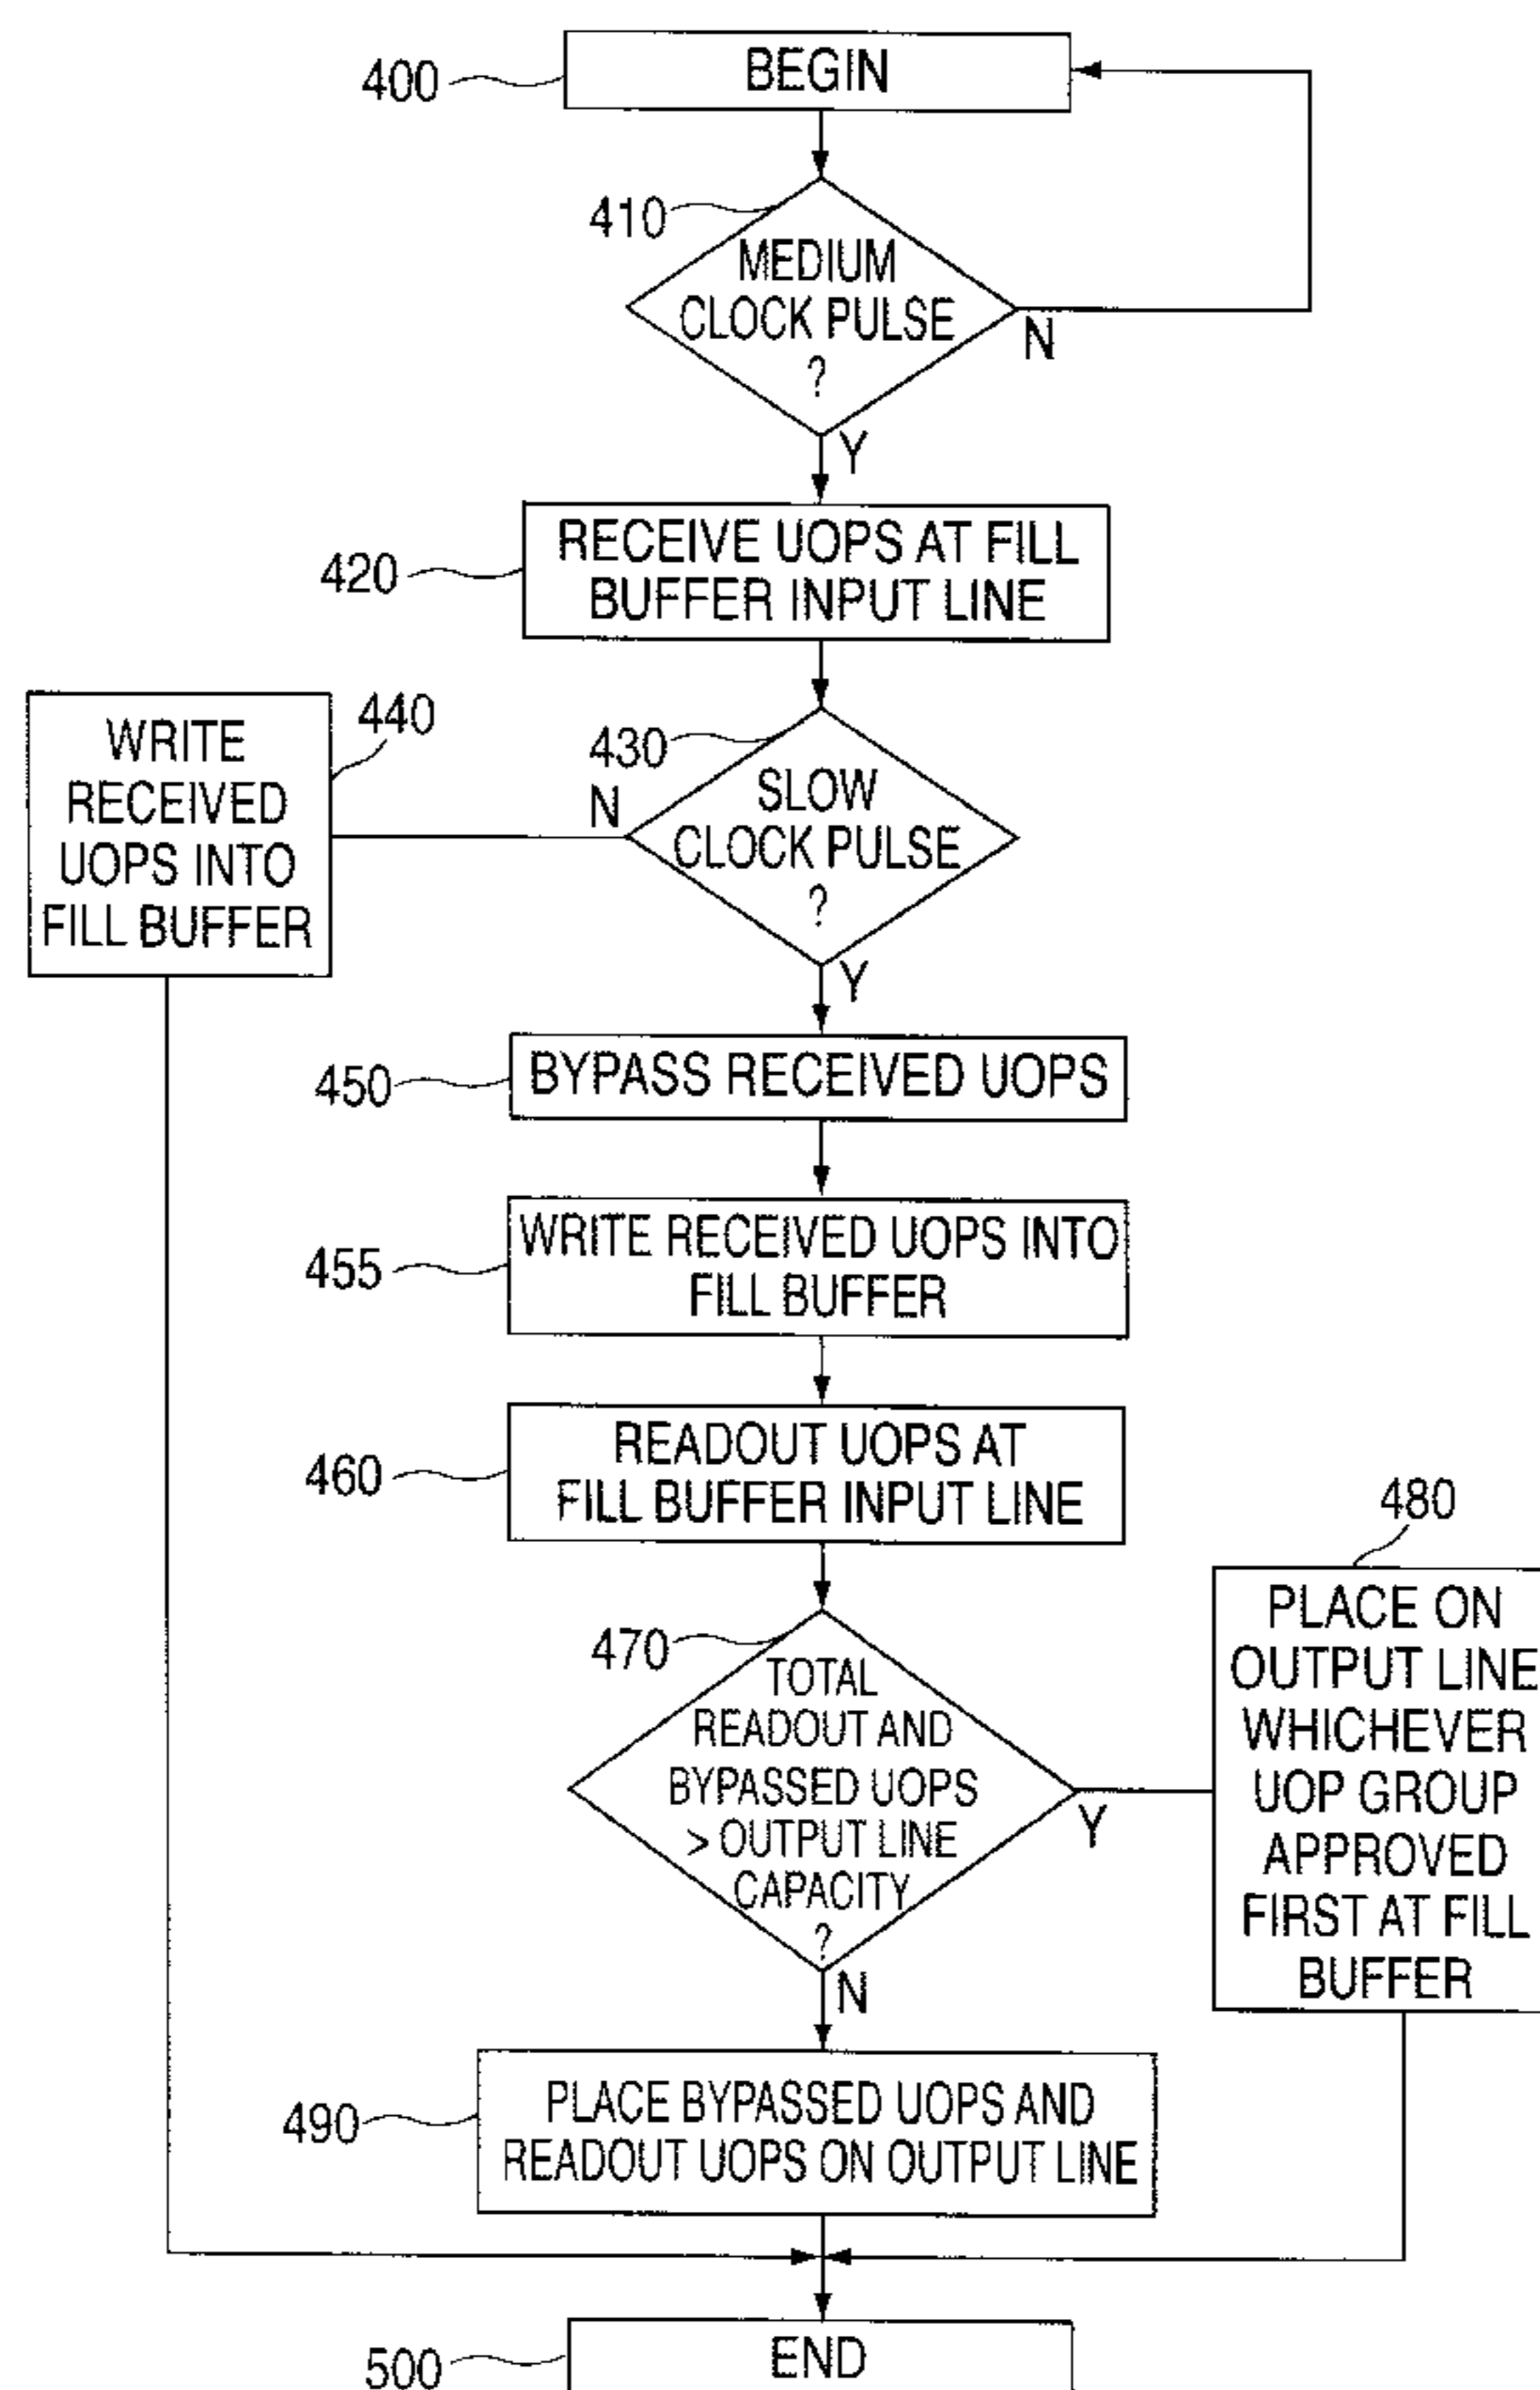 400
BEGIN
410
MEDIUM
CLOCK PULSE
?
N
Y
420
RECEIVE UOPS AT FILL
BUFFER INPUT LINE
430
SLOW
CLOCK PULSE
?
N
Y
440
WRITE
RECEIVED
UOPS INTO
FILL BUFFER
450
BYPASS RECEIVED UOPS
455
WRITE RECEIVED UOPS INTO
FILL BUFFER
460
READOUT UOPS AT
FILL BUFFER INPUT LINE
470
TOTAL
READOUT AND
BYPASSED UOPS
> OUTPUT LINE
CAPACITY
?
Y
N
480
PLACE ON
OUTPUT LINE
WHICHEVER
UOP GROUP
APPROVED
FIRST AT FILL
BUFFER
490
PLACE BYPASSED UOPS AND
READOUT UOPS ON OUTPUT LINE
500
END